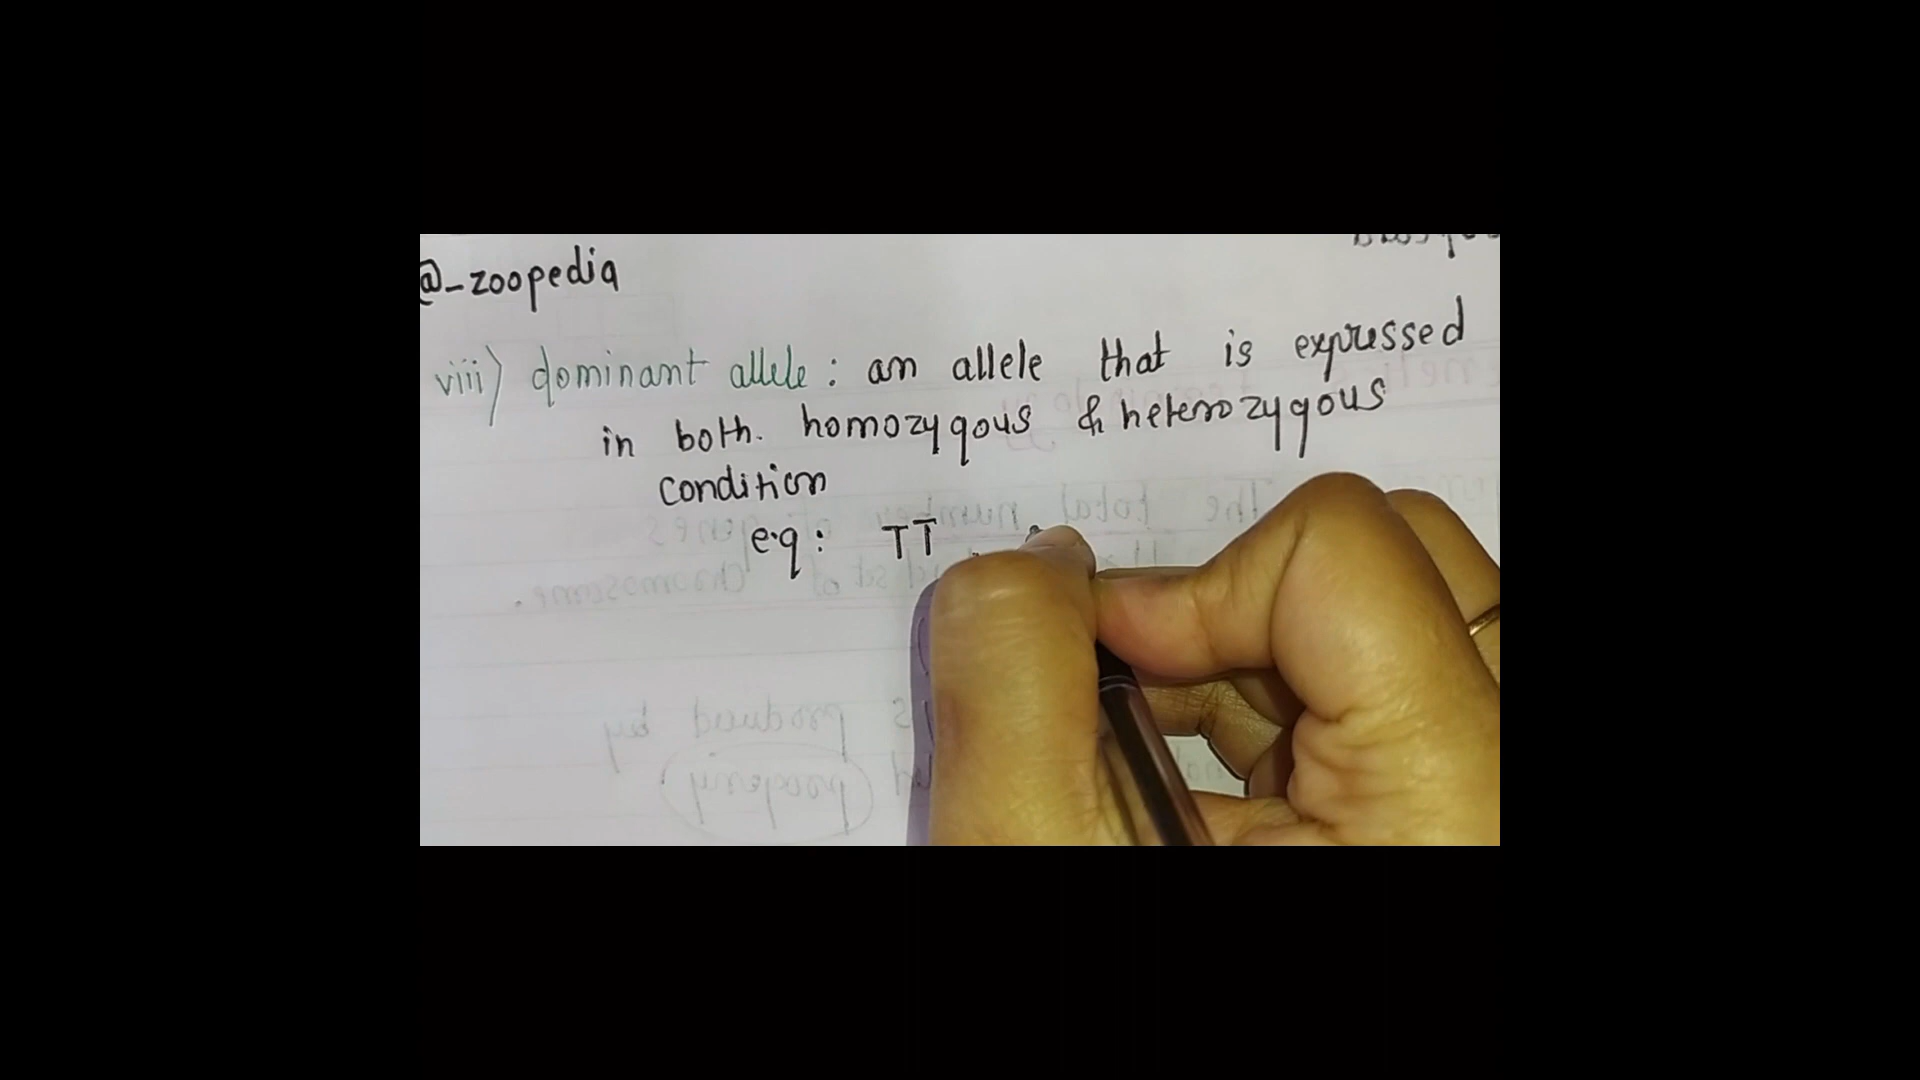 @_zoopedia
viii) dominant allele: an allele that is expressed
in both. homozygous & heterozygous
condition
e.g: TT